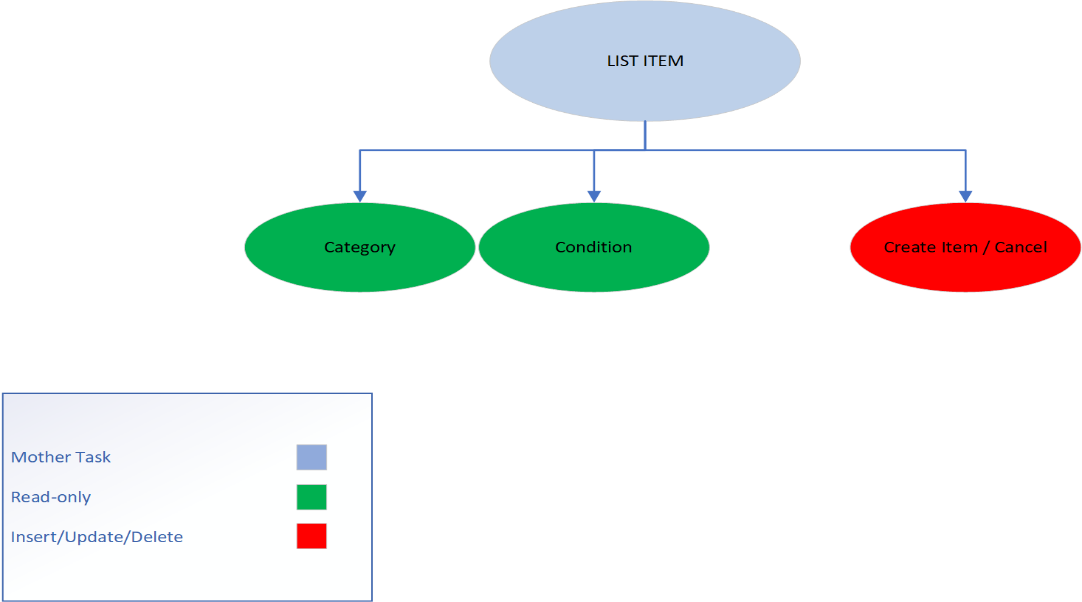 LIST ITEM
Category
Condition
Create Item / Cancel
Mother Task
Read-only
Insert/Update/Delete